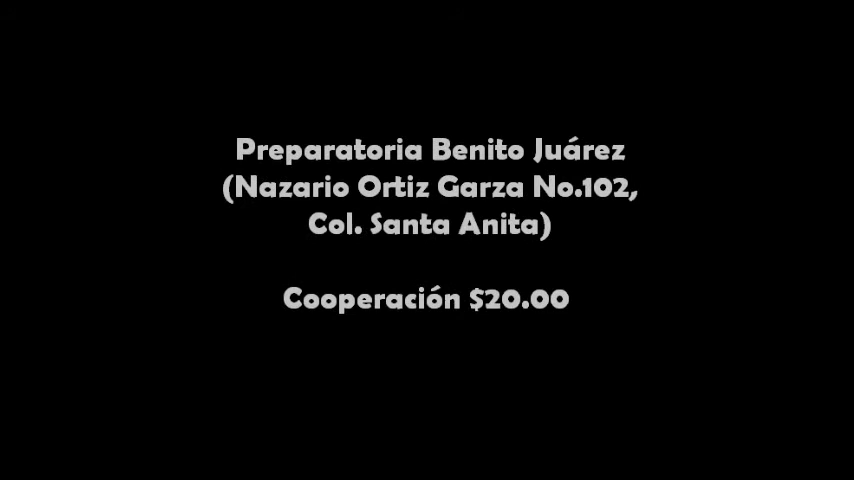 Preparatoria Benito Juárez
(Nazario Ortiz Garza No.102,
Col. Santa Anita)
Cooperación $20.00